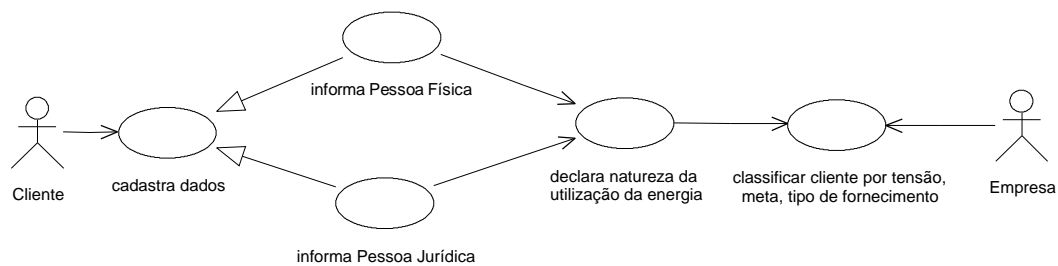 informa Pessoa Física
Cliente
cadastra dados
declara natureza da
utilização da energia
classificar cliente por tensão,
meta, tipo de fornecimento
Empresa
informa Pessoa Jurídica